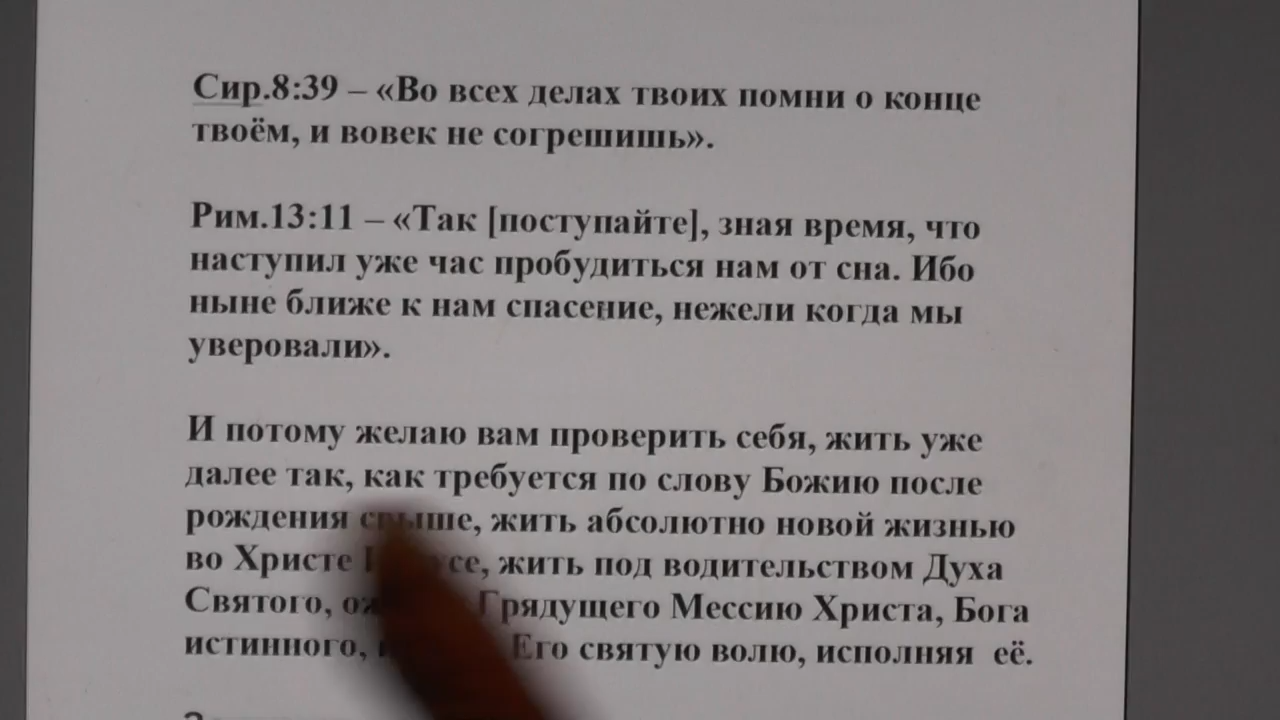 Сир.8:39 – «Во всех делах твоих помни о конце
твоём, и вовек не согрешишь».
Рим.13:11 – «Так [поступайте], зная время, что
наступил уже час пробудиться нам от сна. Ибо
ныне ближе к нам спасение, нежели когда мы
уверовали».
И потому желаю вам проверить себя, жить уже
далее так, как требуется по слову Божию после
рождения свыше, жить абсолютно новой жизнью
во Христе жить под водительством Духа
Святого, Грядущего Мессию Христа, Бога
истинного, Его святую волю, исполняя её.